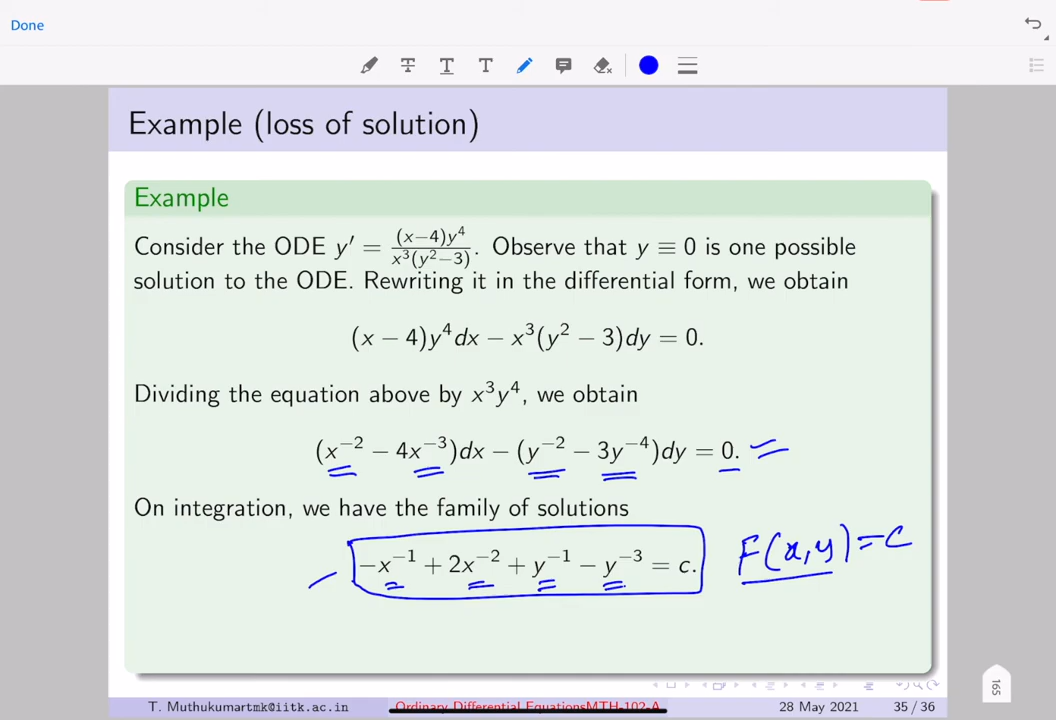 Done
Example (loss of solution)
Example
Consider the ODE y′ = (x−4)y⁴ / x³(y²−3). Observe that y ≡ 0 is one possible
solution to the ODE. Rewriting it in the differential form, we obtain
(x − 4)y⁴dx − x³(y² − 3)dy = 0.
Dividing the equation above by x³y⁴, we obtain
(x⁻² − 4x⁻³)dx − (y⁻² − 3y⁻⁴)dy = 0.
On integration, we have the family of solutions
−x⁻¹ + 2x⁻² + y⁻¹ − y⁻³ = c.
F(x,y)=c
T. Muthukumartmk@iitk.ac.in Ordinary Differential EquationsMTH-102-A 28 May 2021 35 / 36
165